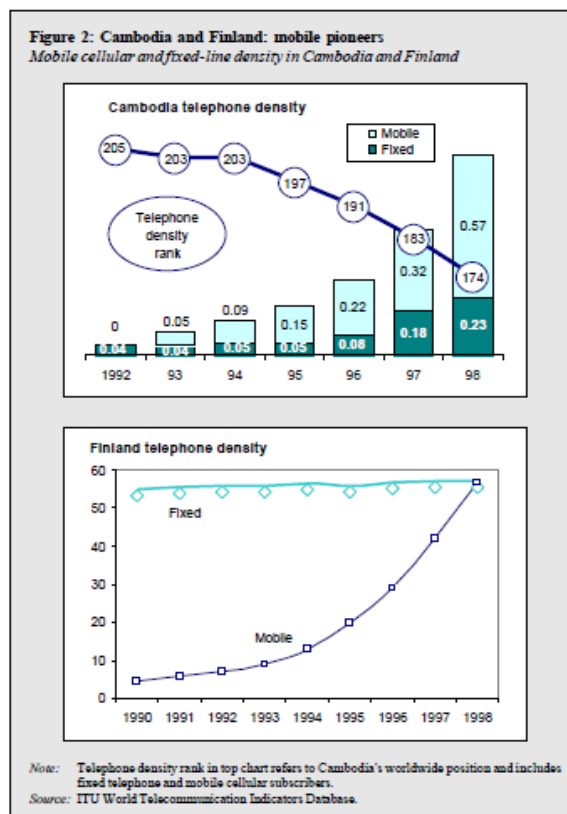 Figure 2: Cambodia and Finland: mobile pioneers
Mobile cellular and fixed-line density in Cambodia and Finland
Cambodia telephone density
Mobile
Fixed
205
203
203
197
191
183
174
Telephone
density
rank
0
0.05
0.09
0.15
0.22
0.32
0.57
0.04
0.04
0.05
0.05
0.08
0.18
0.23
1992 93 94 95 96 97 98
Finland telephone density
60
50
40
30
20
10
0
Fixed
Mobile
1990 1991 1992 1993 1994 1995 1996 1997 1998
Note: Telephone density rank in top chart refers to Cambodia's worldwide position and includes
fixed telephone and mobile cellular subscribers.
Source: ITU World Telecommunication Indicators Database.